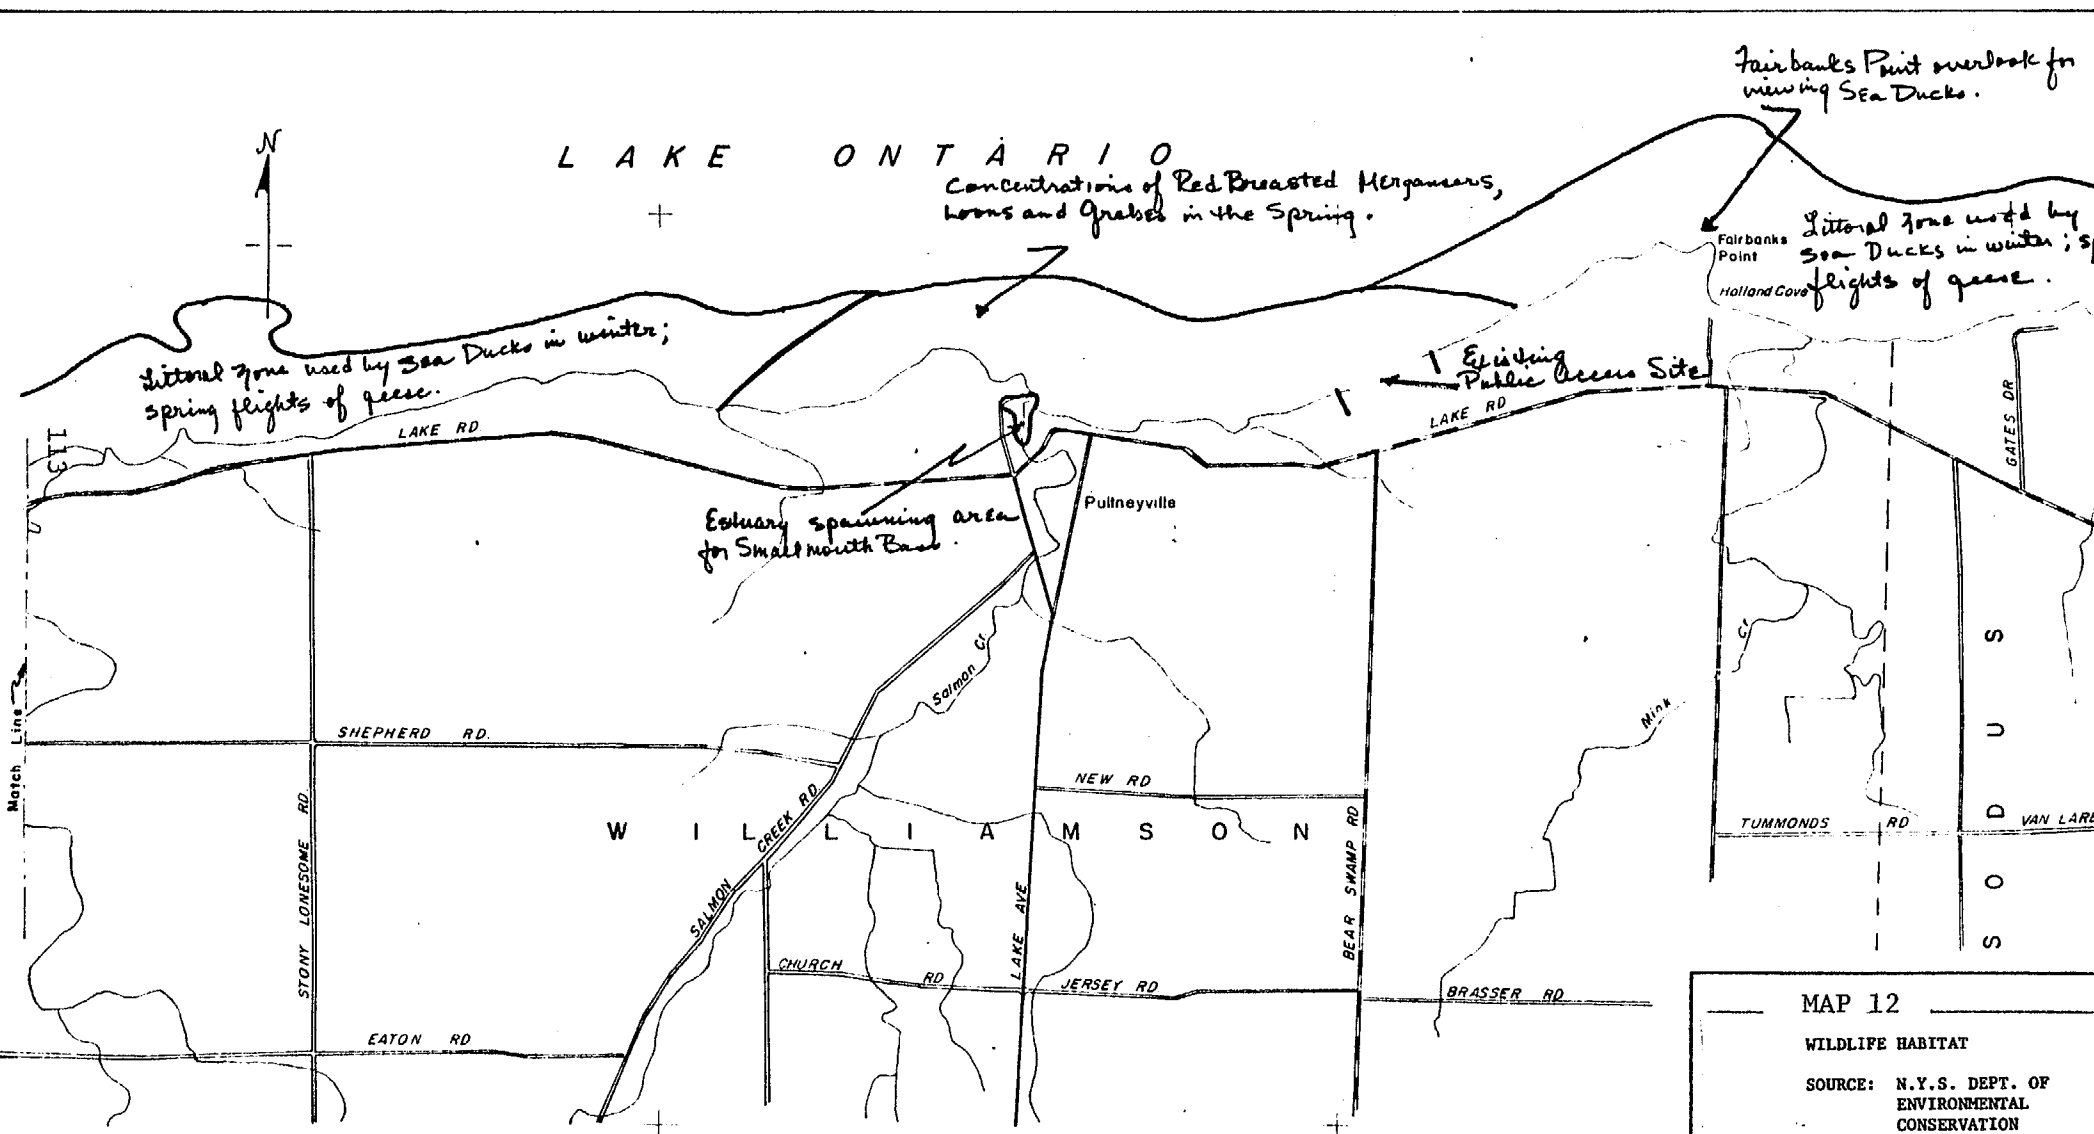 Fairbanks Point overlook for
viewing Sea Ducks.
N
LAKE ONTARIO
Concentrations of Red Breasted Mergansers,
Loons and Grebes in the Spring.
Fairbanks
Point
Holland Cove
Littoral zone used by
Sea Ducks in winter;
flights of geese.
Littoral zone used by Sea Ducks in winter;
spring flights of geese.
Existing
Public Access Site
LAKE RD
LAKE RD
GATES DR
113
Estuary spawning area
for Smallmouth Bass.
Pultneyville
Salmon Cr.
Mink
Cr
Match Line
SHEPHERD RD.
NEW RD
STONY LONESOME RD.
SALMON CREEK RD.
WILLIAMSON
LAKE AVE
BEAR SWAMP RD
TUMMONDS RD
VAN LARE
SODUS
CHURCH RD
JERSEY RD
BRASSER RD
EATON RD
MAP 12
WILDLIFE HABITAT
SOURCE: N.Y.S. DEPT. OF
ENVIRONMENTAL
CONSERVATION